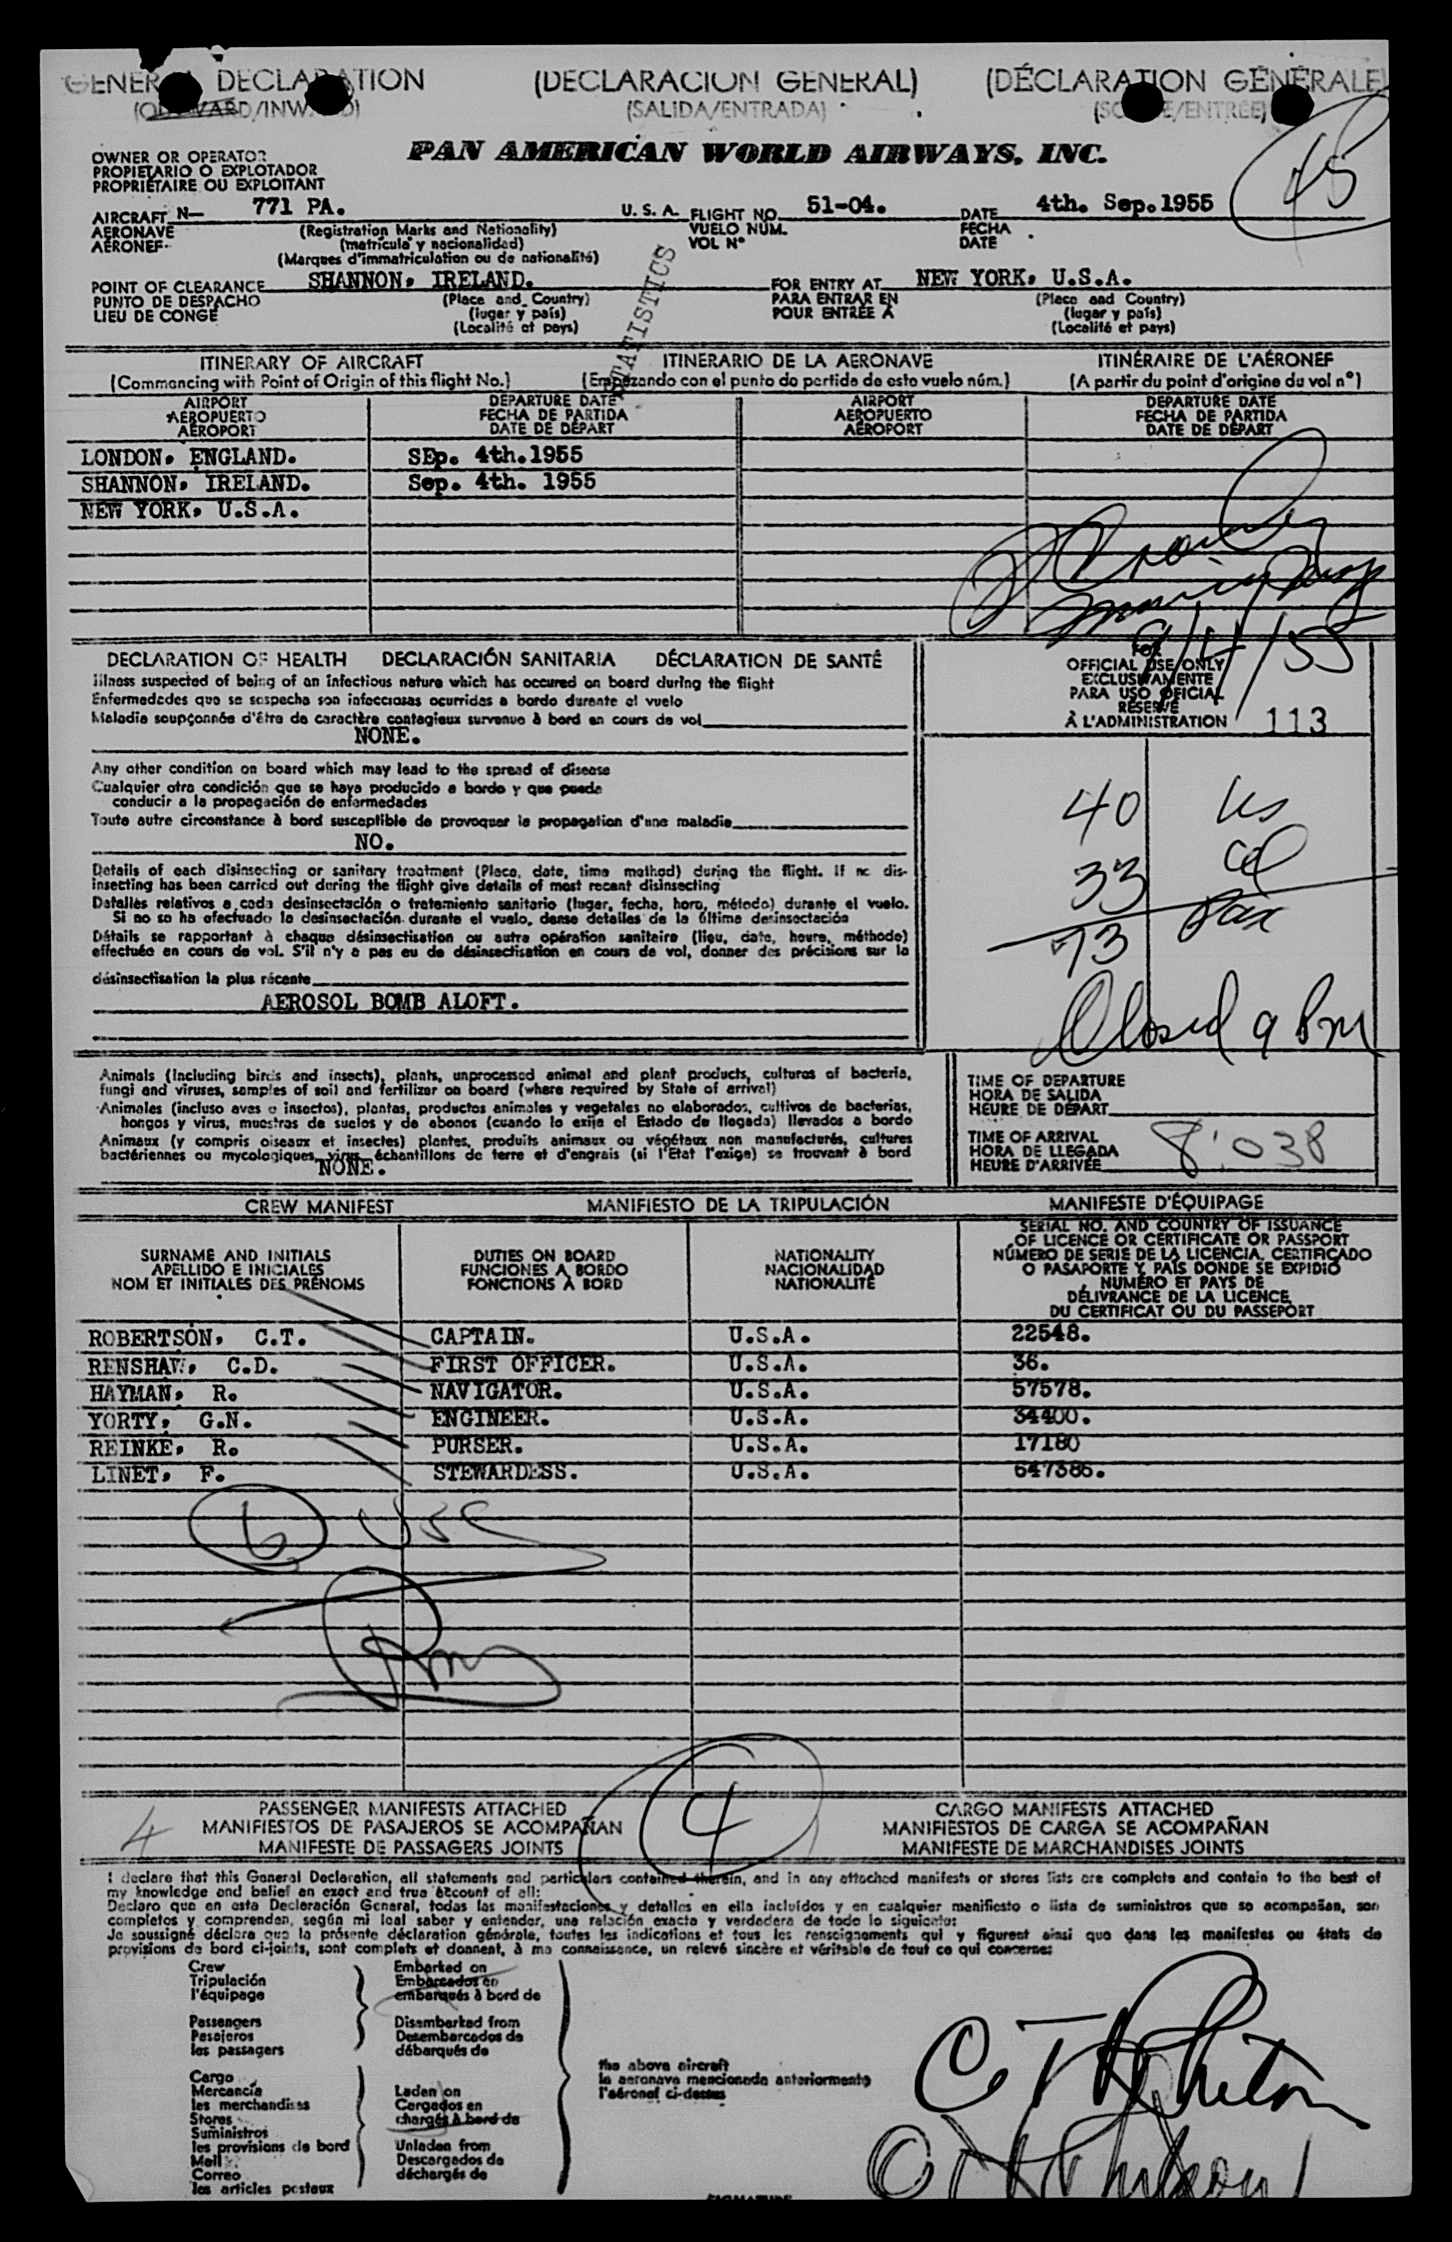 GENERAL DECLARATION (DECLARACION GENERAL) (DÉCLARATION GÉNÉRALE)
(OUTWARD/INWARD) (SALIDA/ENTRADA) (SORTIE/ENTRÉE)
45
PAN AMERICAN WORLD AIRWAYS, INC.
OWNER OR OPERATOR
PROPIETARIO O EXPLOTADOR
PROPRIÉTAIRE OU EXPLOITANT
AIRCRAFT N— 771 PA. U. S. A. FLIGHT NO. 51-04. DATE 4th. Sep.1955
AERONAVE (Registration Marks and Nationality) VUELO NÚM. FECHA
AÉRONEF (matrícula y nacionalidad) VOL Nº DATE
(Marques d'immatriculation ou de nationalité)
POINT OF CLEARANCE SHANNON, IRELAND. FOR ENTRY AT NEW YORK, U.S.A.
PUNTO DE DESPACHO (Place and Country) PARA ENTRAR EN (Place and Country)
LIEU DE CONGÉ (lugar y país) POUR ENTRÉE À (lugar y país)
(Localité et pays) (Localité et pays)
STATISTICS
ITINERARY OF AIRCRAFT ITINERARIO DE LA AERONAVE ITINÉRAIRE DE L'AÉRONEF
(Commencing with Point of Origin of this flight No.) (Empezando con el punto de partida de este vuelo núm.) (A partir du point d'origine du vol nº)
AIRPORT DEPARTURE DATE AIRPORT DEPARTURE DATE
AEROPUERTO FECHA DE PARTIDA AEROPUERTO FECHA DE PARTIDA
AÉROPORT DATE DE DÉPART AÉROPORT DATE DE DÉPART
LONDON, ENGLAND. SEp. 4th.1955
SHANNON, IRELAND. Sep. 4th. 1955
NEW YORK, U.S.A.
9/4/55
DECLARATION OF HEALTH DECLARACIÓN SANITARIA DÉCLARATION DE SANTÉ
Illness suspected of being of an infectious nature which has occured on board during the flight
Enfermedades que se sospecha son infecciosas ocurridas a bordo durante el vuelo
Maladie soupçonnée d'être de caractère contagieux survenue à bord en cours de vol
NONE.
FOR
OFFICIAL USE ONLY
EXCLUSIVAMENTE
PARA USO OFICIAL
RÉSERVÉ
À L'ADMINISTRATION 113
Any other condition on board which may lead to the spread of disease
Cualquier otra condición que se haya producido a bordo y que puede
conducir a la propagación de enfermedades
Toute autre circonstance à bord susceptible de provoquer la propagation d'une maladie
NO.
40 US
33 al
73 Pax
Closed 9 Pm
Details of each disinsecting or sanitary treatment (Place, date, time method) during the flight. If no dis-
insecting has been carried out during the flight give details of most recent disinsecting
Detalles relativos a cada desinsectación o tratamiento sanitario (lugar, fecha, hora, método) durante el vuelo.
Si no se ha efectuado la desinsectación durante el vuelo, dense detalles de la última desinsectación
Détails se rapportant à chaque désinsectisation ou autre opération sanitaire (lieu, date, heure, méthode)
effectuée en cours de vol. S'il n'y a pas eu de désinsectisation en cours de vol, donner des précisions sur la
désinsectisation la plus récente
AEROSOL BOMB ALOFT.
Animals (including birds and insects), plants, unprocessed animal and plant products, cultures of bacteria,
fungi and viruses, samples of soil and fertilizer on board (where required by State of arrival)
Animales (incluso aves e insectos), plantas, productos animales y vegetales no elaborados, cultivos de bacterias,
hongos y virus, muestras de suelos y de abonos (cuando lo exija el Estado de llegada) llevados a bordo
Animaux (y compris oiseaux et insectes) plantes, produits animaux ou végétaux non manufacturés, cultures
bactériennes ou mycologiques, virus, échantillons de terre et d'engrais (si l'Etat l'exige) se trouvant à bord
NONE.
TIME OF DEPARTURE
HORA DE SALIDA
HEURE DE DÉPART
TIME OF ARRIVAL
HORA DE LLEGADA
HEURE D'ARRIVÉE 8:03P
CREW MANIFEST MANIFIESTO DE LA TRIPULACIÓN MANIFESTE D'ÉQUIPAGE
SURNAME AND INITIALS
APELLIDO E INICIALES
NOM ET INITIALES DES PRÉNOMS
DUTIES ON BOARD
FUNCIONES A BORDO
FONCTIONS À BORD
NATIONALITY
NACIONALIDAD
NATIONALITÉ
SERIAL NO. AND COUNTRY OF ISSUANCE
OF LICENCE OR CERTIFICATE OR PASSPORT
NÚMERO DE SERIE DE LA LICENCIA, CERTIFICADO
O PASAPORTE Y PAÍS DONDE SE EXPIDIÓ
NUMÉRO ET PAYS DE
DÉLIVRANCE DE LA LICENCE
DU CERTIFICAT OU DU PASSEPORT
ROBERTSON, C.T. CAPTAIN. U.S.A. 22548.
RENSHAW, C.D. FIRST OFFICER. U.S.A. 36.
HAYMAN, R. NAVIGATOR. U.S.A. 57578.
YORTY, G.N. ENGINEER. U.S.A. 34400.
REINKE, R. PURSER. U.S.A. 17180
LINET, F. STEWARDESS. U.S.A. 647386.
6 USC
4 PASSENGER MANIFESTS ATTACHED 4 CARGO MANIFESTS ATTACHED
MANIFIESTOS DE PASAJEROS SE ACOMPAÑAN MANIFIESTOS DE CARGA SE ACOMPAÑAN
MANIFESTE DE PASSAGERS JOINTS MANIFESTE DE MARCHANDISES JOINTS
I declare that this General Declaration, all statements and particulars contained therein, and in any attached manifests or stores lists are complete and contain to the best of
my knowledge and belief an exact and true account of all:
Declaro que en esta Declaración General, todas las manifestaciones y detalles en ella incluídos y en cualquier manifiesto o lista de suministros que se acompañan, son
completos y comprenden, según mi leal saber y entender, una relación exacta y verdadera de todo lo siguiente:
Je soussigné déclare que la présente déclaration générale, toutes les indications et tous les renseignements qui y figurent ainsi que dans les manifestes ou états de
provisions de bord ci-joints, sont complets et donnent, à ma connaissance, un relevé sincère et véritable de tout ce qui concerne:
Crew Embarked on
Tripulación Embarcados en
l'équipage embarqués à bord de
Passengers Disembarked from
Pasajeros Desembarcados de
les passagers débarqués de
the above aircraft
la aeronave mencionada anteriormente
l'aéronef ci-dessus
Cargo
Mercancía Laden on
les marchandises Cargados en
Stores chargés à bord de
Suministros
les provisions de bord Unladen from
Mail Descargados de
Correo déchargés de
les articles postaux
SIGNATURE